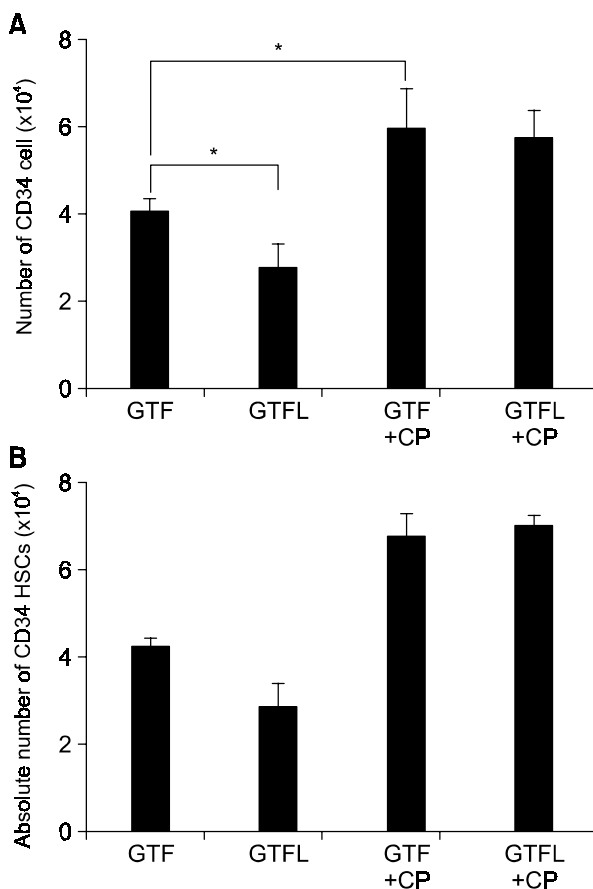 A
Number of CD34 cell (x10⁴)
8
6
4
2
0
*
*
GTF
GTFL
GTF
+CP
GTFL
+CP
B
Absolute number of CD34 HSCs (x10⁴)
8
6
4
2
0
GTF
GTFL
GTF
+CP
GTFL
+CP